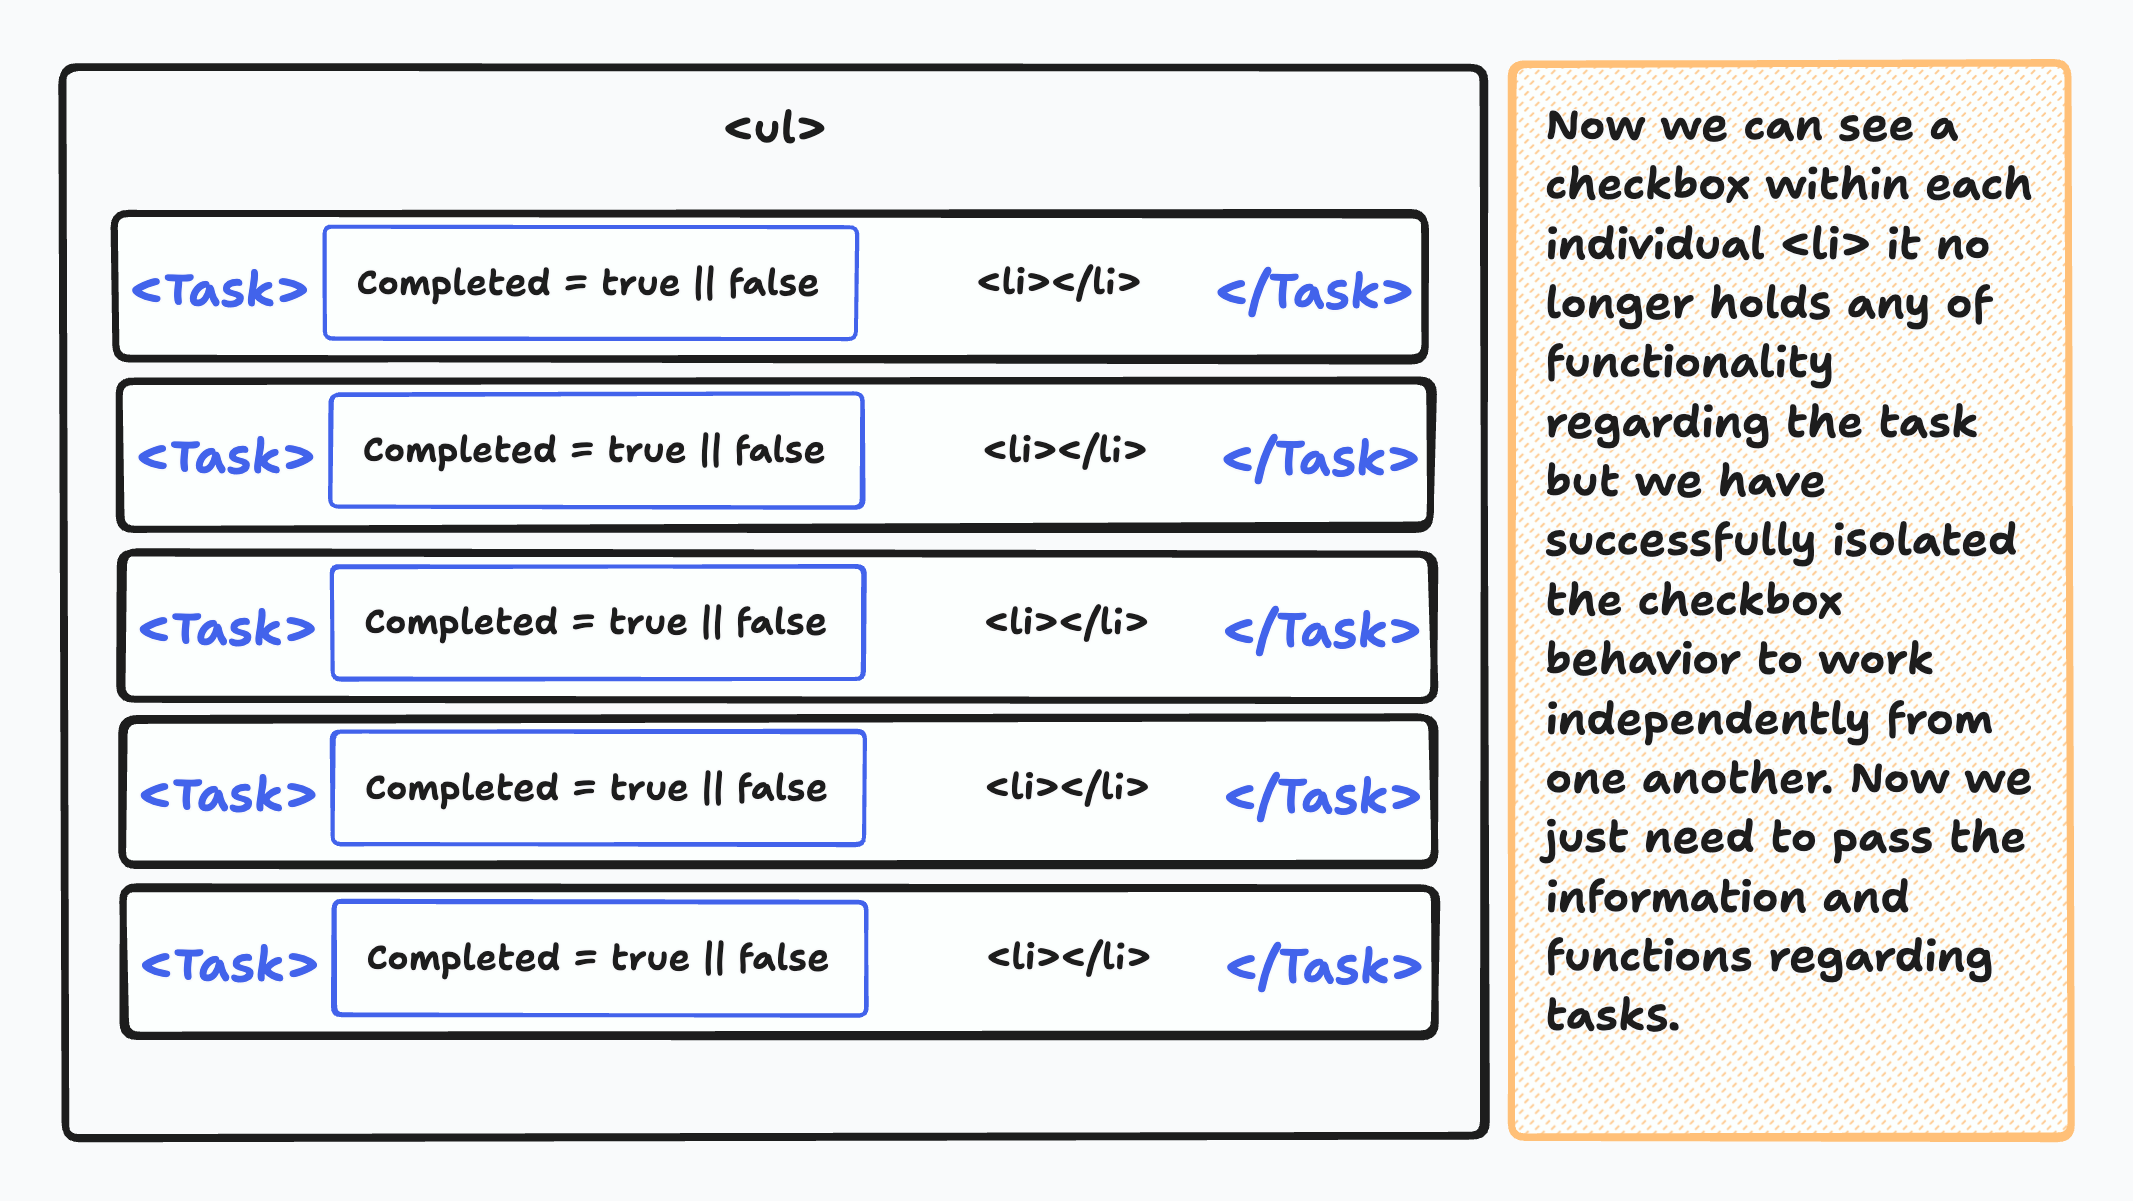 <ul>
<Task> Completed = true || false <li></li> </Task>
<Task> Completed = true || false <li></li> </Task>
<Task> Completed = true || false <li></li> </Task>
<Task> Completed = true || false <li></li> </Task>
<Task> Completed = true || false <li></li> </Task>
Now we can see a
checkbox within each
individual <li> it no
longer holds any of
functionality
regarding the task
but we have
successfully isolated
the checkbox
behavior to work
independently from
one another. Now we
just need to pass the
information and
functions regarding
tasks.